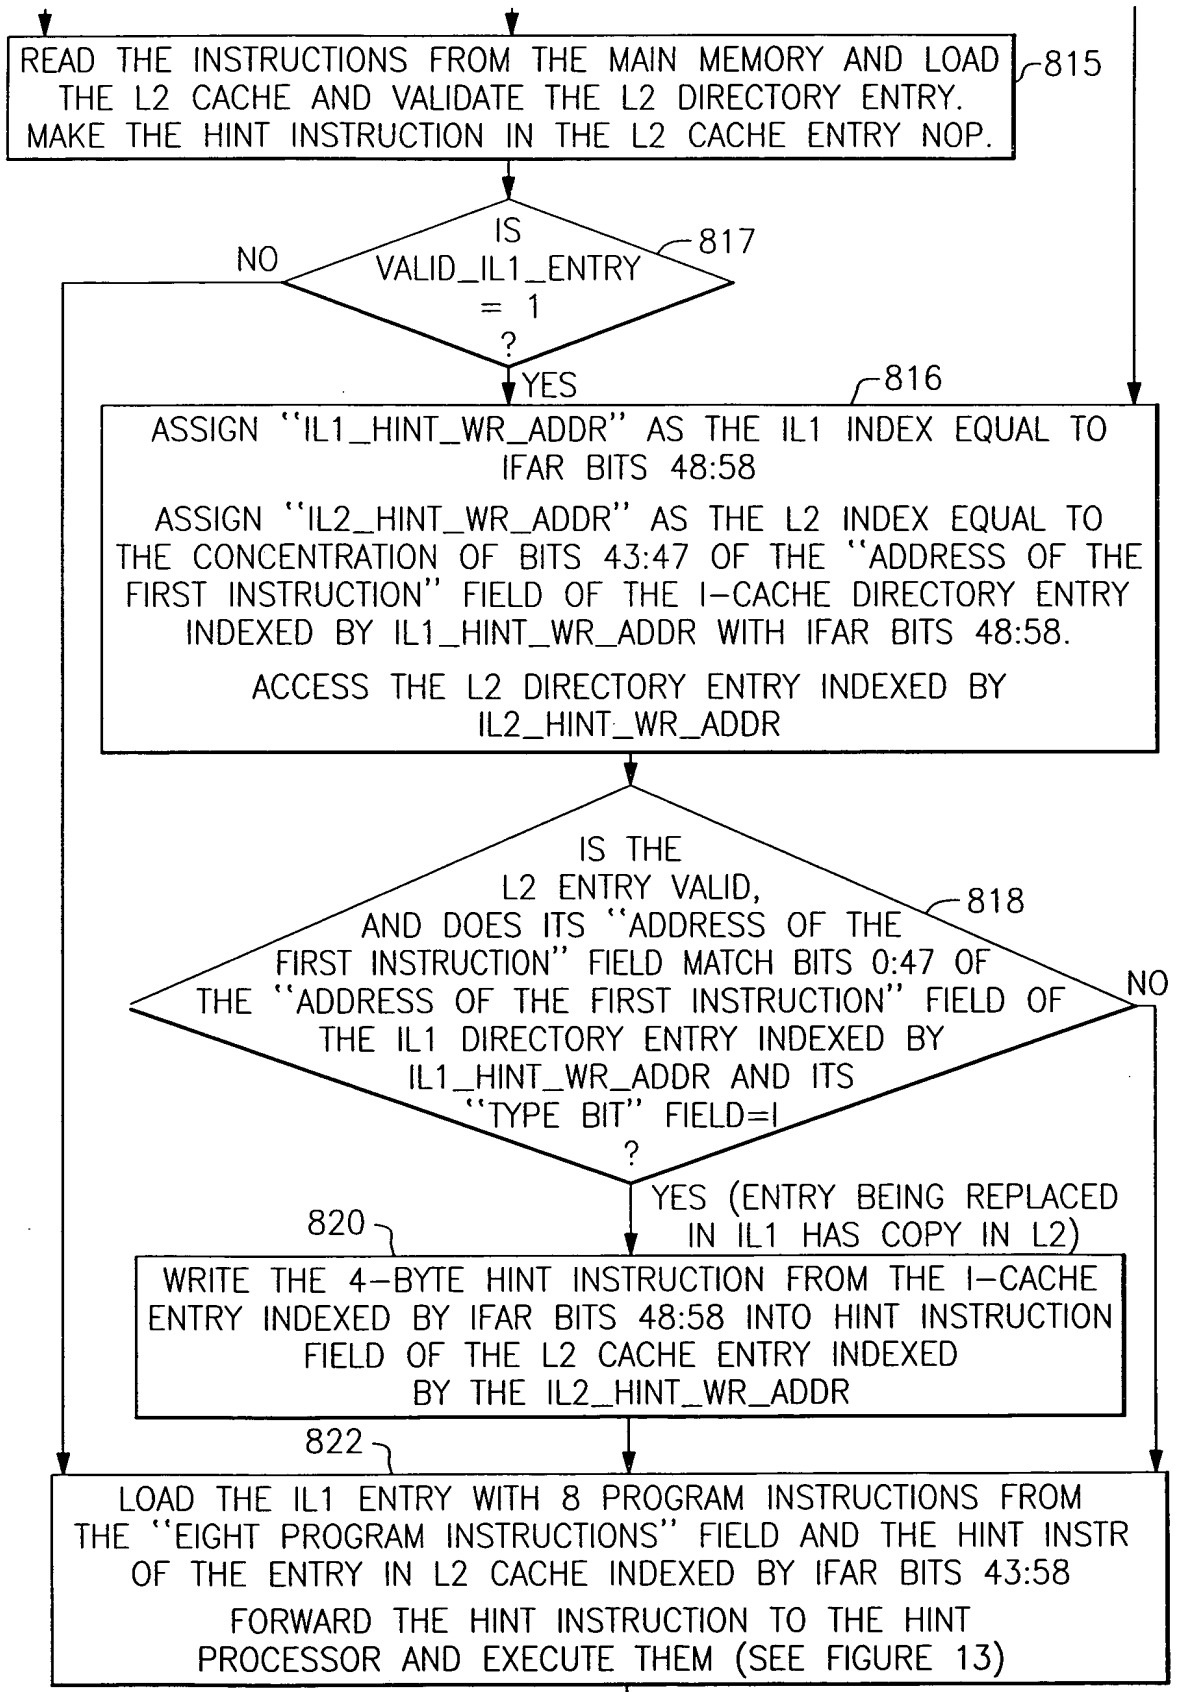 READ THE INSTRUCTIONS FROM THE MAIN MEMORY AND LOAD
THE L2 CACHE AND VALIDATE THE L2 DIRECTORY ENTRY.
MAKE THE HINT INSTRUCTION IN THE L2 CACHE ENTRY NOP.
815
IS
VALID_IL1_ENTRY
= 1
?
817
NO
YES
816
ASSIGN "IL1_HINT_WR_ADDR" AS THE IL1 INDEX EQUAL TO
IFAR BITS 48:58
ASSIGN "IL2_HINT_WR_ADDR" AS THE L2 INDEX EQUAL TO
THE CONCENTRATION OF BITS 43:47 OF THE "ADDRESS OF THE
FIRST INSTRUCTION" FIELD OF THE I-CACHE DIRECTORY ENTRY
INDEXED BY IL1_HINT_WR_ADDR WITH IFAR BITS 48:58.
ACCESS THE L2 DIRECTORY ENTRY INDEXED BY
IL2_HINT_WR_ADDR
IS THE
L2 ENTRY VALID,
AND DOES ITS "ADDRESS OF THE
FIRST INSTRUCTION" FIELD MATCH BITS 0:47 OF
THE "ADDRESS OF THE FIRST INSTRUCTION" FIELD OF
THE IL1 DIRECTORY ENTRY INDEXED BY
IL1_HINT_WR_ADDR AND ITS
"TYPE BIT" FIELD=I
?
818
NO
YES (ENTRY BEING REPLACED
IN IL1 HAS COPY IN L2)
820
WRITE THE 4-BYTE HINT INSTRUCTION FROM THE I-CACHE
ENTRY INDEXED BY IFAR BITS 48:58 INTO HINT INSTRUCTION
FIELD OF THE L2 CACHE ENTRY INDEXED
BY THE IL2_HINT_WR_ADDR
822
LOAD THE IL1 ENTRY WITH 8 PROGRAM INSTRUCTIONS FROM
THE "EIGHT PROGRAM INSTRUCTIONS" FIELD AND THE HINT INSTR
OF THE ENTRY IN L2 CACHE INDEXED BY IFAR BITS 43:58
FORWARD THE HINT INSTRUCTION TO THE HINT
PROCESSOR AND EXECUTE THEM (SEE FIGURE 13)